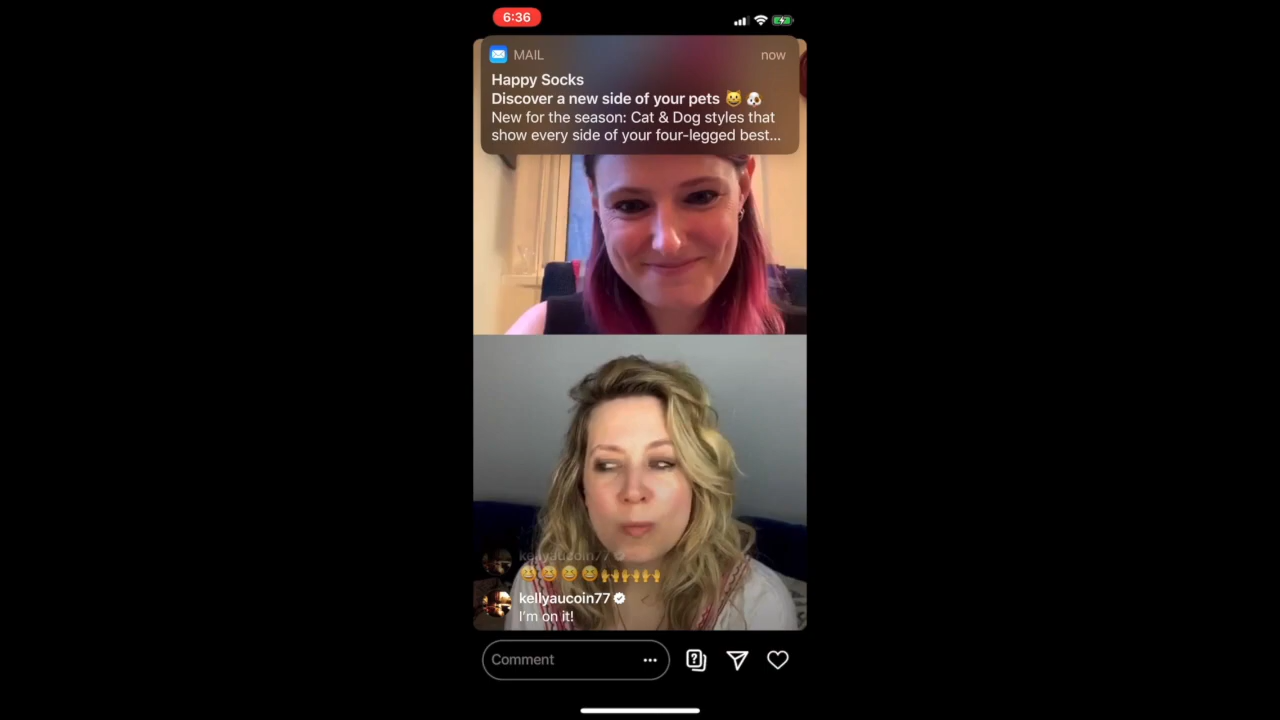 6:36
MAIL now
Happy Socks
Discover a new side of your pets 😺 🐶
New for the season: Cat & Dog styles that
show every side of your four-legged best...
kellyaucoin77
😆😆😆😆🙌🙌🙌
kellyaucoin77
I'm on it!
Comment